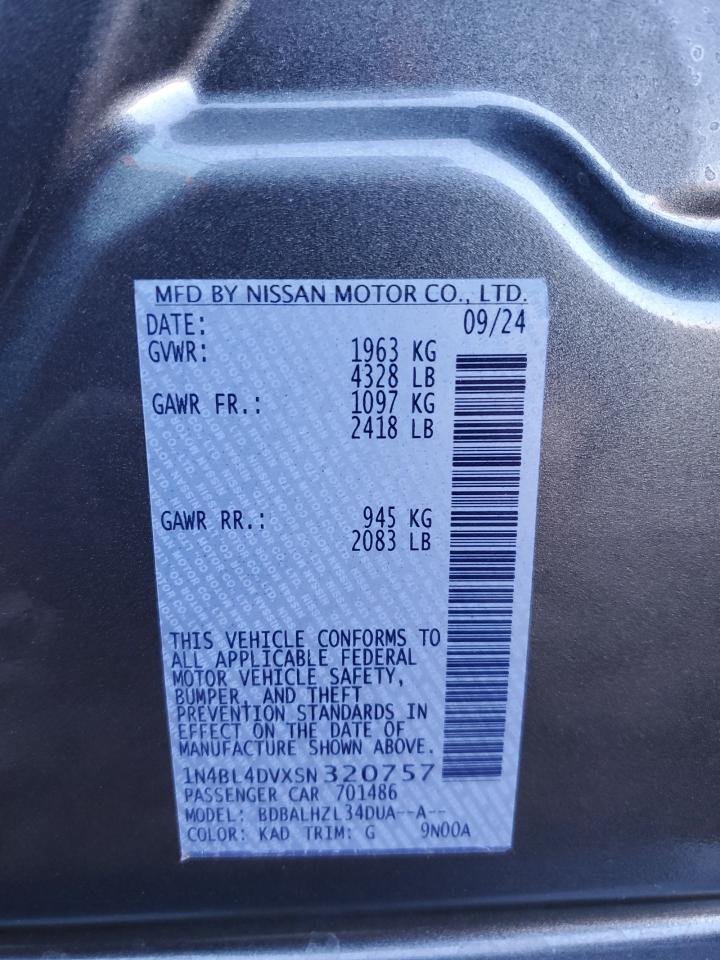 MFD BY NISSAN MOTOR CO., LTD.
DATE: 09/24
GVWR: 1963 KG
4328 LB
GAWR FR.: 1097 KG
2418 LB
GAWR RR.: 945 KG
2083 LB
THIS VEHICLE CONFORMS TO
ALL APPLICABLE FEDERAL
MOTOR VEHICLE SAFETY,
BUMPER, AND THEFT
PREVENTION STANDARDS IN
EFFECT ON THE DATE OF
MANUFACTURE SHOWN ABOVE.
1N4BL4DVXSN320757
PASSENGER CAR 701486
MODEL: BDBALHZL34DUA--A--
COLOR: KAD TRIM: G 9N00A